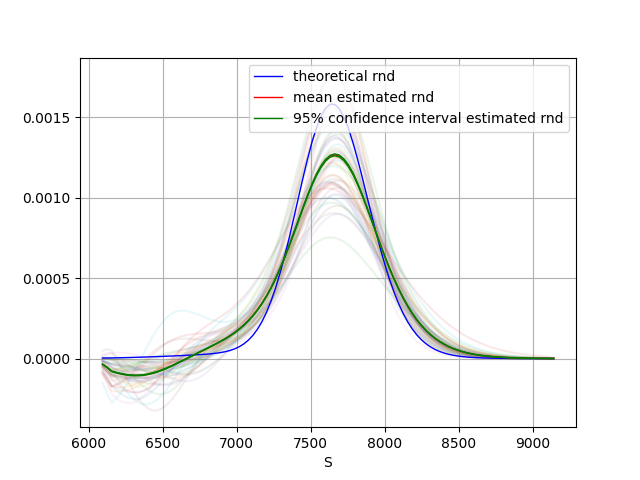 theoretical rnd
mean estimated rnd
95% confidence interval estimated rnd
0.0015
0.0010
0.0005
0.0000
6000 6500 7000 7500 8000 8500 9000
S